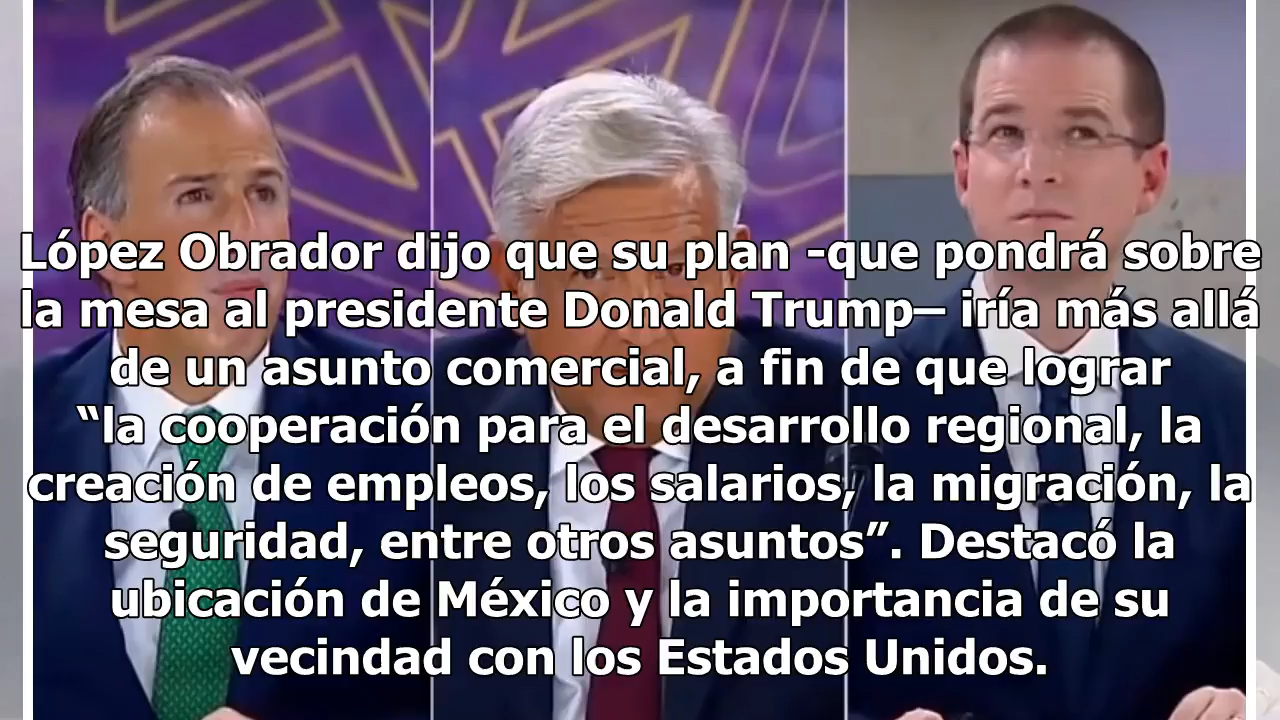 López Obrador dijo que su plan -que pondrá sobre
la mesa al presidente Donald Trump– iría más allá
de un asunto comercial, a fin de que lograr
“la cooperación para el desarrollo regional, la
creación de empleos, los salarios, la migración, la
seguridad, entre otros asuntos”. Destacó la
ubicación de México y la importancia de su
vecindad con los Estados Unidos.